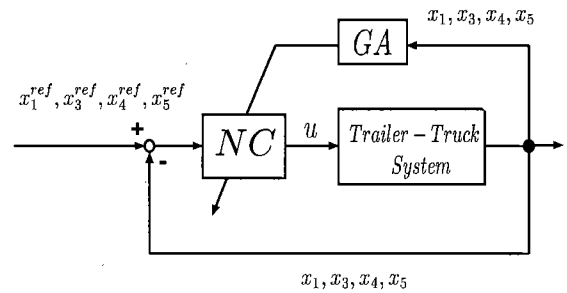 x_1, x_3, x_4, x_5
GA
x_1^{ref}, x_3^{ref}, x_4^{ref}, x_5^{ref}
+
-
NC
u
Trailer – Truck
System
x_1, x_3, x_4, x_5